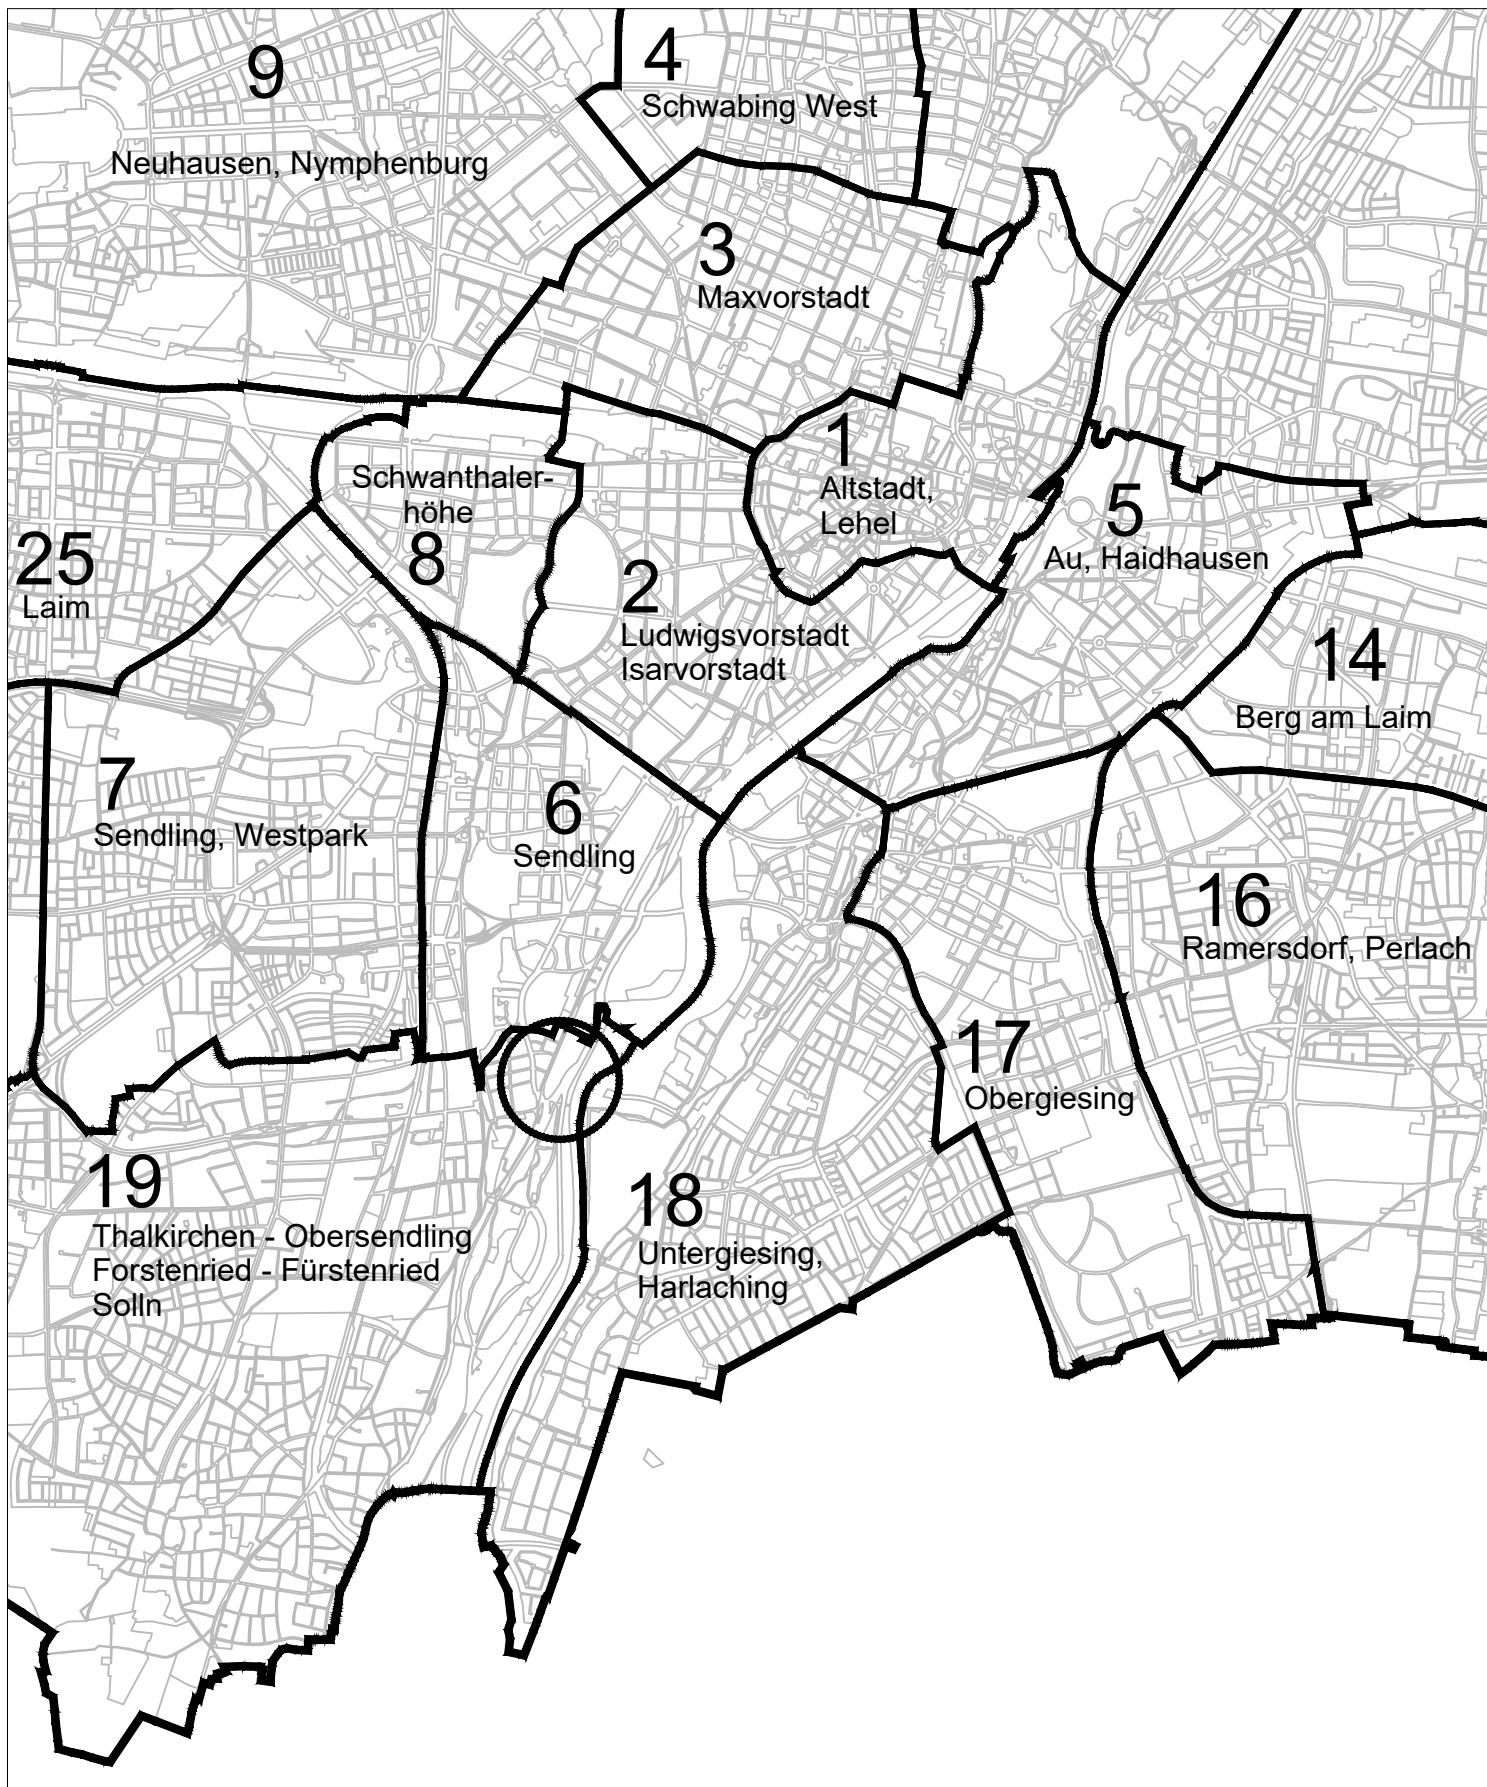 9
Neuhausen, Nymphenburg
4
Schwabing West
3
Maxvorstadt
1
Altstadt,
Lehel
Schwanthaler-
höhe
8
5
Au, Haidhausen
25
Laim
2
Ludwigsvorstadt
Isarvorstadt
14
Berg am Laim
7
Sendling, Westpark
6
Sendling
16
Ramersdorf, Perlach
17
Obergiesing
19
Thalkirchen - Obersendling
Forstenried - Fürstenried
Solln
18
Untergiesing,
Harlaching